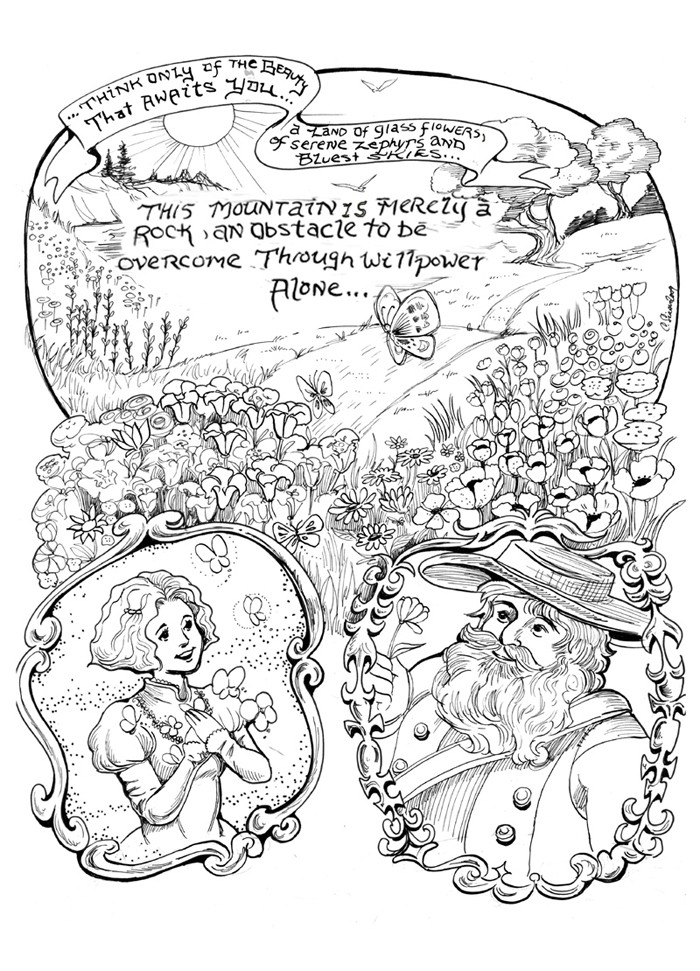 ...THINK ONLY OF THE BEAUTY
THAT AWAITS YOU...
a LAND OF GLASS FLOWERS,
OF SERENE ZEPHYRS AND
BLUEST SKIES...
THIS MOUNTAIN IS MERELY a
ROCK, AN OBSTACLE TO BE
OVERCOME THROUGH WILLPOWER
ALONE...